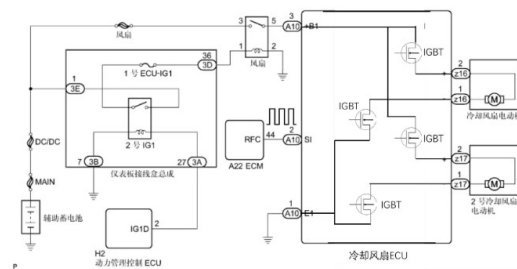 风扇
3
5
风扇
1
2
3
A10
+B1
IGBT
2
z16
1
z16
M
冷却风扇电动机
36
3D
1 号 ECU-IG1
1
3E
2 号 IG1
7
3B
27
3A
仪表板接线盒总成
DC/DC
MAIN
辅助蓄电池
RFC
44
A22 ECM
2
A10
SI
IGBT
IGBT
2
z17
1
z17
M
2 号冷却风扇
电动机
IGBT
1
A10
E1
冷却风扇ECU
IG1D
2
H2
动力管理控制 ECU
P